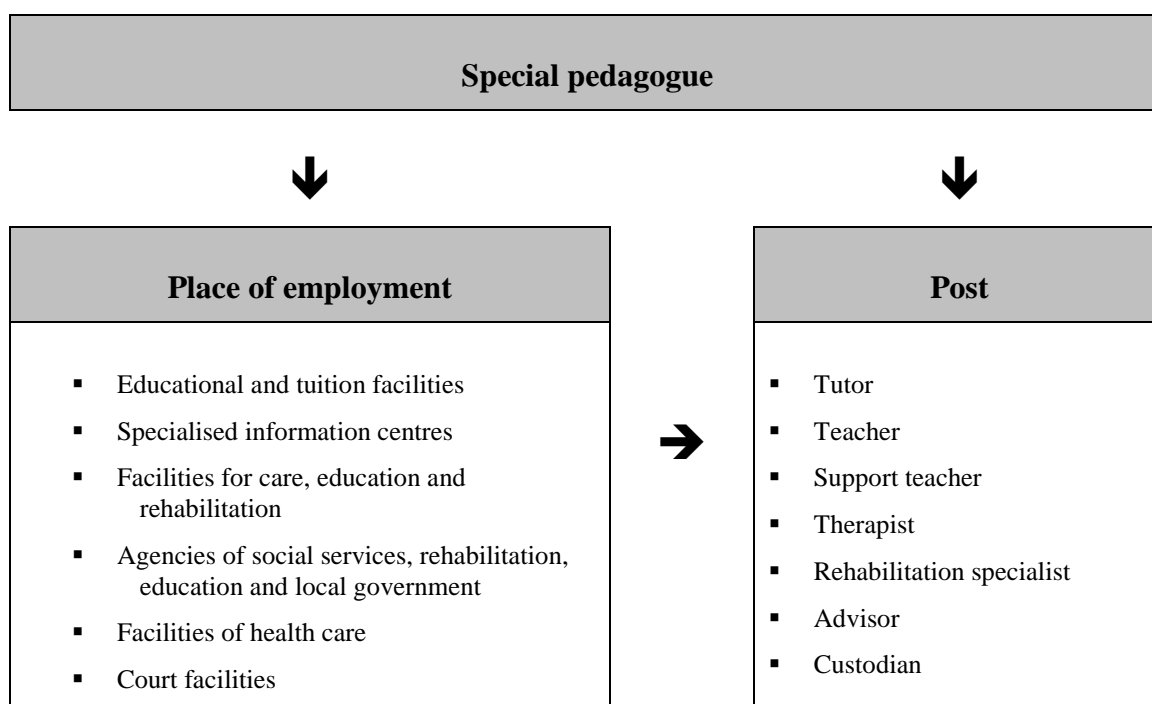 Special pedagogue
Place of employment
▪ Educational and tuition facilities
▪ Specialised information centres
▪ Facilities for care, education and
rehabilitation
▪ Agencies of social services, rehabilitation,
education and local government
▪ Facilities of health care
▪ Court facilities
Post
▪ Tutor
▪ Teacher
▪ Support teacher
▪ Therapist
▪ Rehabilitation specialist
▪ Advisor
▪ Custodian